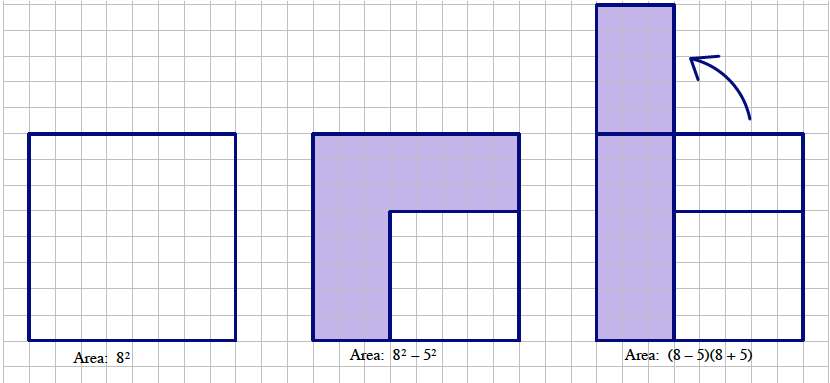 Area: 8²
Area: 8² – 5²
Area: (8 – 5)(8 + 5)